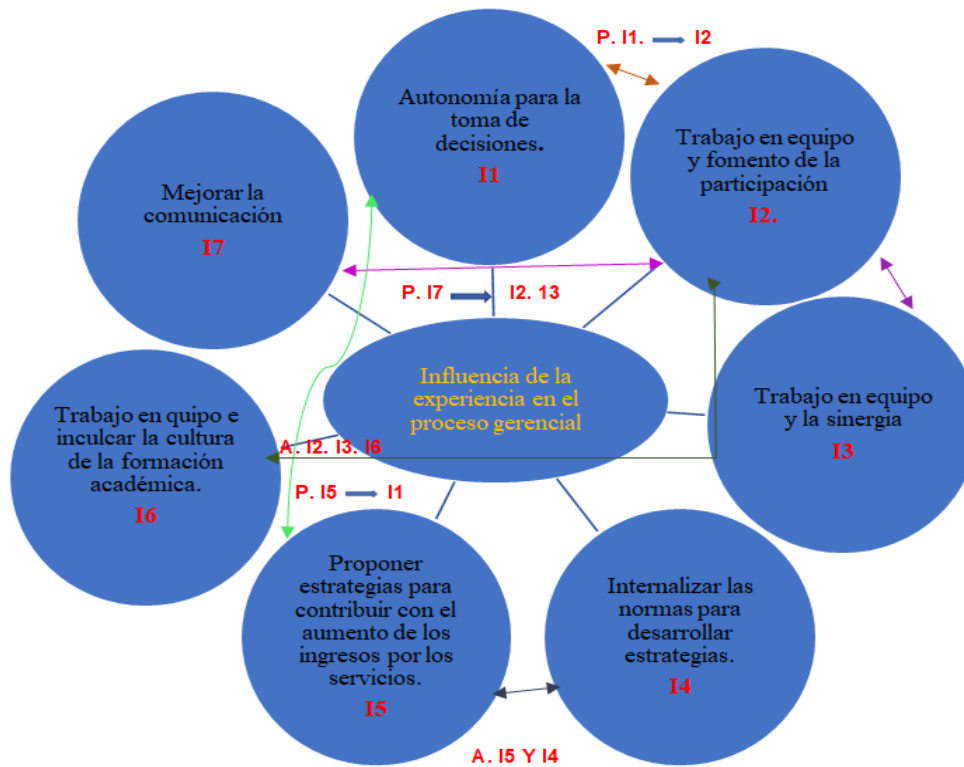 P. I1. I2
Autonomía para la
toma de
decisiones.
I1
Trabajo en equipo
y fomento de la
participación
I2.
Mejorar la
comunicación
I7
P. I7 I2. 13
Influencia de la
experiencia en el
proceso gerencial
Trabajo en equipo
y la sinergia
I3
Trabajo en quipo e
inculcar la cultura
de la formación
académica.
I6
A. I2. I3. I6
P. I5 I1
Proponer
estrategias para
contribuir con el
aumento de los
ingresos por los
servicios.
I5
Internalizar las
normas para
desarrollar
estrategias.
I4
A. I5 Y I4